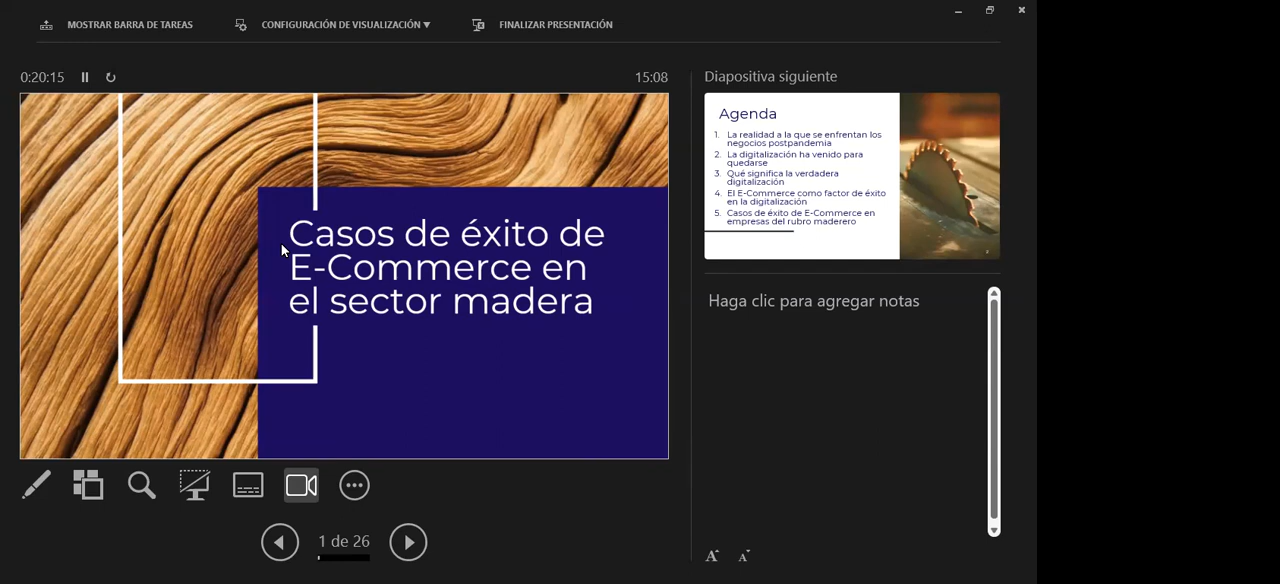 MOSTRAR BARRA DE TAREAS
CONFIGURACIÓN DE VISUALIZACIÓN ▼
FINALIZAR PRESENTACIÓN
0:20:15
15:08
Casos de éxito de
E-Commerce en
el sector madera
1 de 26
Diapositiva siguiente
Agenda
1. La realidad a la que se enfrentan los
negocios postpandemia
2. La digitalización ha venido para
quedarse
3. Qué significa la verdadera
digitalización
4. El E-Commerce como factor de éxito
en la digitalización
5. Casos de éxito de E-Commerce en
empresas del rubro maderero
Haga clic para agregar notas
A A